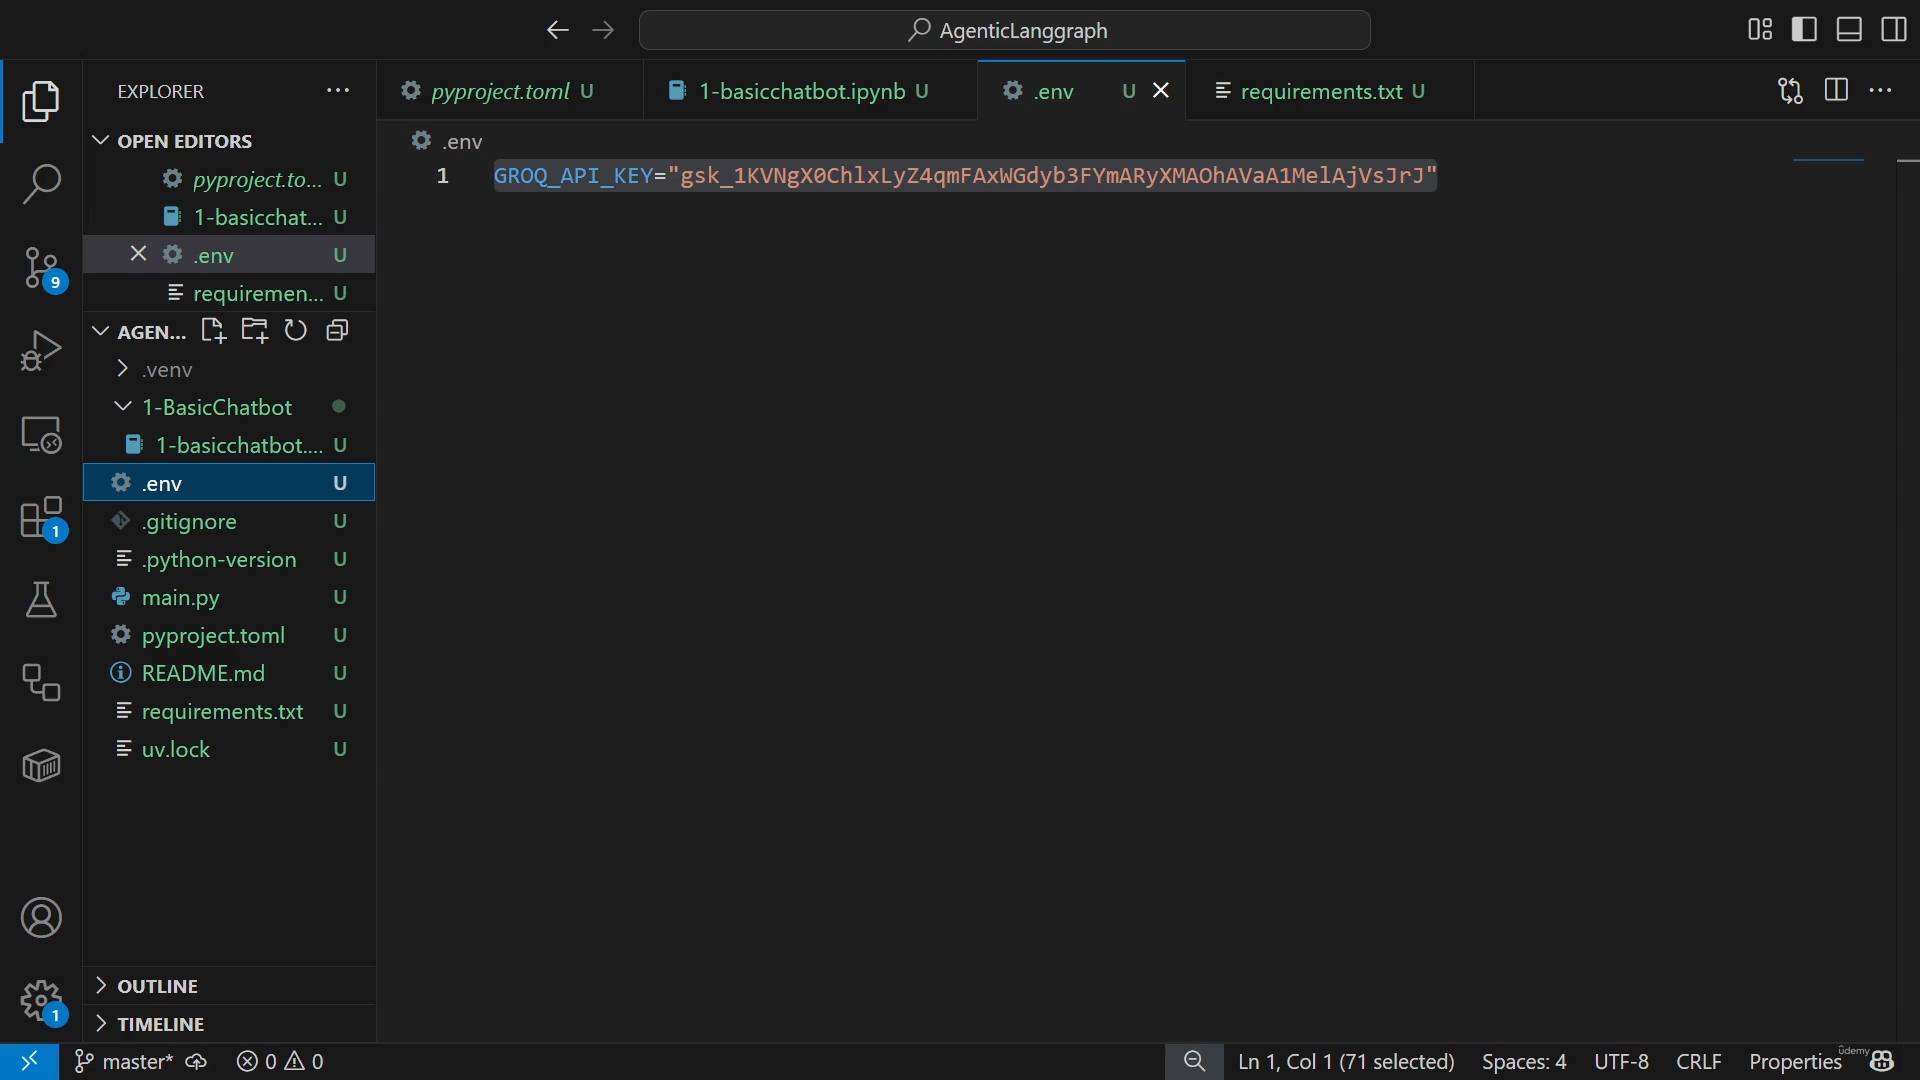 AgenticLanggraph
EXPLORER
pyproject.toml U
1-basicchatbot.ipynb U
.env U
requirements.txt U
OPEN EDITORS
pyproject.to... U
1-basicchat... U
.env U
requiremen... U
AGEN...
.venv
1-BasicChatbot
1-basicchatbot.... U
.env U
.gitignore U
.python-version U
main.py U
pyproject.toml U
README.md U
requirements.txt U
uv.lock U
OUTLINE
TIMELINE
.env
1 GROQ_API_KEY="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"
9
1
1
master* 0 0
Ln 1, Col 1 (71 selected) Spaces: 4 UTF-8 CRLF Properties
ûdemy